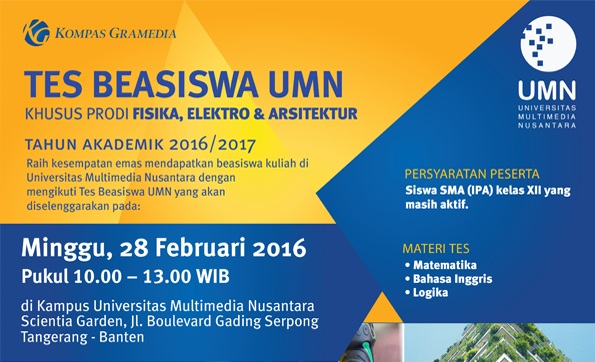 KOMPAS GRAMEDIA
TES BEASISWA UMN
KHUSUS PRODI FISIKA, ELEKTRO & ARSITEKTUR
TAHUN AKADEMIK 2016/2017
Raih kesempatan emas mendapatkan beasiswa kuliah di
Universitas Multimedia Nusantara dengan
mengikuti Tes Beasiswa UMN yang akan
diselenggarakan pada:
Minggu, 28 Februari 2016
Pukul 10.00 – 13.00 WIB
di Kampus Universitas Multimedia Nusantara
Scientia Garden, Jl. Boulevard Gading Serpong
Tangerang - Banten
UMN
UNIVERSITAS
MULTIMEDIA
NUSANTARA
PERSYARATAN PESERTA
Siswa SMA (IPA) kelas XII yang
masih aktif.
MATERI TES
• Matematika
• Bahasa Inggris
• Logika